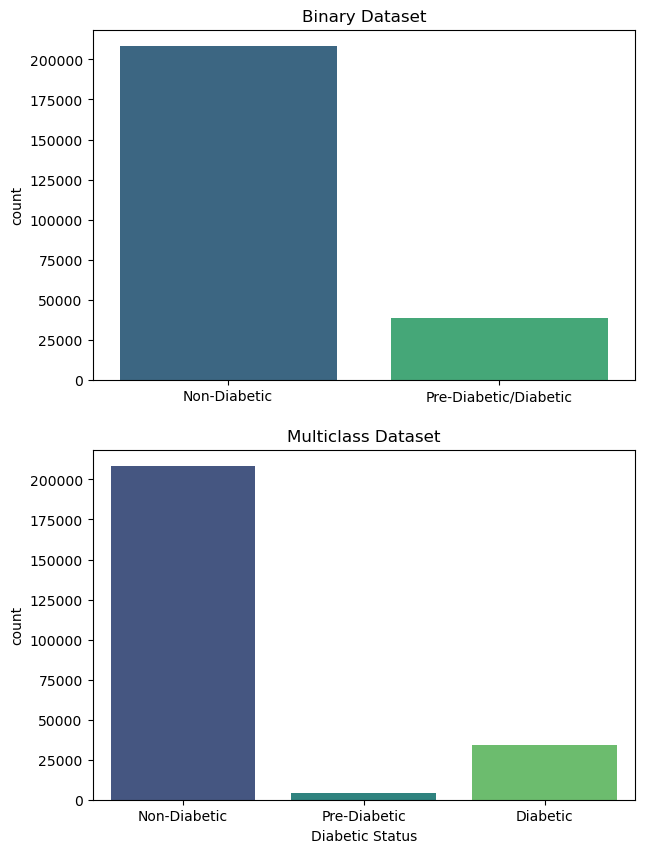 Binary Dataset
200000
175000
150000
125000
100000
75000
50000
25000
0
count
Non-Diabetic
Pre-Diabetic/Diabetic
Multiclass Dataset
200000
175000
150000
125000
100000
75000
50000
25000
0
count
Non-Diabetic
Pre-Diabetic
Diabetic
Diabetic Status